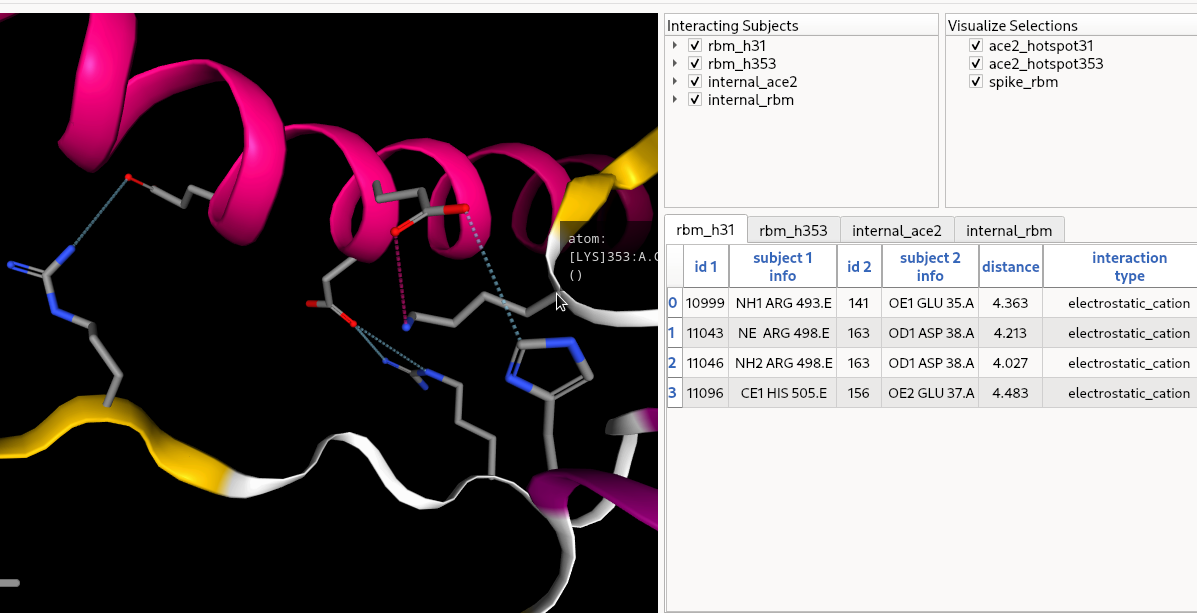 atom:
[LYS]353:A.C
()
Interacting Subjects
rbm_h31
rbm_h353
internal_ace2
internal_rbm
Visualize Selections
ace2_hotspot31
ace2_hotspot353
spike_rbm
rbm_h31 rbm_h353 internal_ace2 internal_rbm
id 1 subject 1 info id 2 subject 2 info distance interaction type
0 10999 NH1 ARG 493.E 141 OE1 GLU 35.A 4.363 electrostatic_cation
1 11043 NE ARG 498.E 163 OD1 ASP 38.A 4.213 electrostatic_cation
2 11046 NH2 ARG 498.E 163 OD1 ASP 38.A 4.027 electrostatic_cation
3 11096 CE1 HIS 505.E 156 OE2 GLU 37.A 4.483 electrostatic_cation